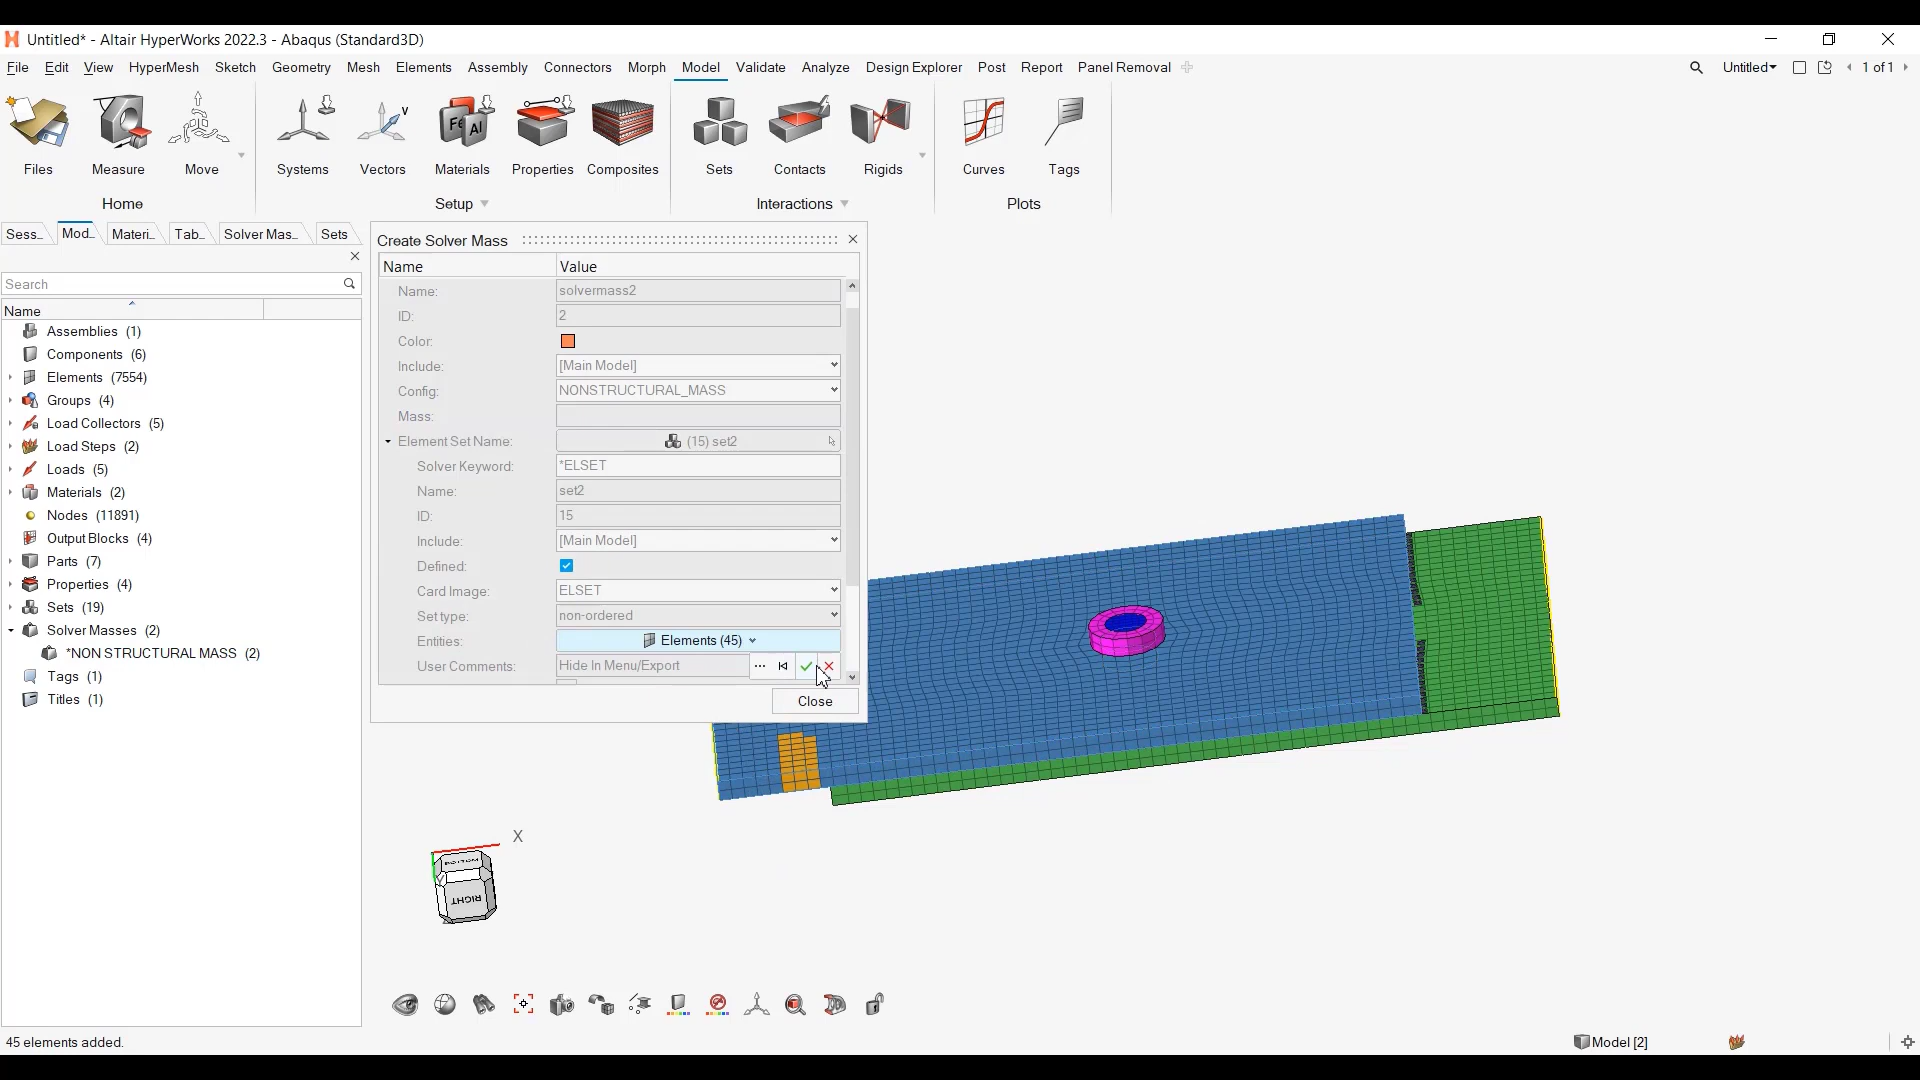 Untitled* - Altair HyperWorks 2022.3 - Abaqus (Standard3D)
File Edit View HyperMesh Sketch Geometry Mesh Elements Assembly Connectors Morph Model Validate Analyze Design Explorer Post Report Panel Removal Untitled 1 of 1
Files Measure Move Systems Vectors Materials Properties Composites Sets Contacts Rigids Curves Tags
Home Setup Interactions Plots
Sess... Mod... Materi... Tab... Solver Mas... Sets
Create Solver Mass
Search
Name Value
Name
Name: solvermass2
ID: 2
Color:
Include: [Main Model]
Config: NONSTRUCTURAL_MASS
Mass:
Element Set Name: (15) set2
Solver Keyword: *ELSET
Name: set2
ID: 15
Include: [Main Model]
Defined:
Card Image: ELSET
Set type: non-ordered
Entities: Elements (45)
User Comments: Hide In Menu/Export
Close
Assemblies (1)
Components (6)
Elements (7554)
Groups (4)
Load Collectors (5)
Load Steps (2)
Loads (5)
Materials (2)
Nodes (11891)
Output Blocks (4)
Parts (7)
Properties (4)
Sets (19)
Solver Masses (2)
*NON STRUCTURAL MASS (2)
Tags (1)
Titles (1)
X
BOTTOM
RIGHT
45 elements added.
Model [2]